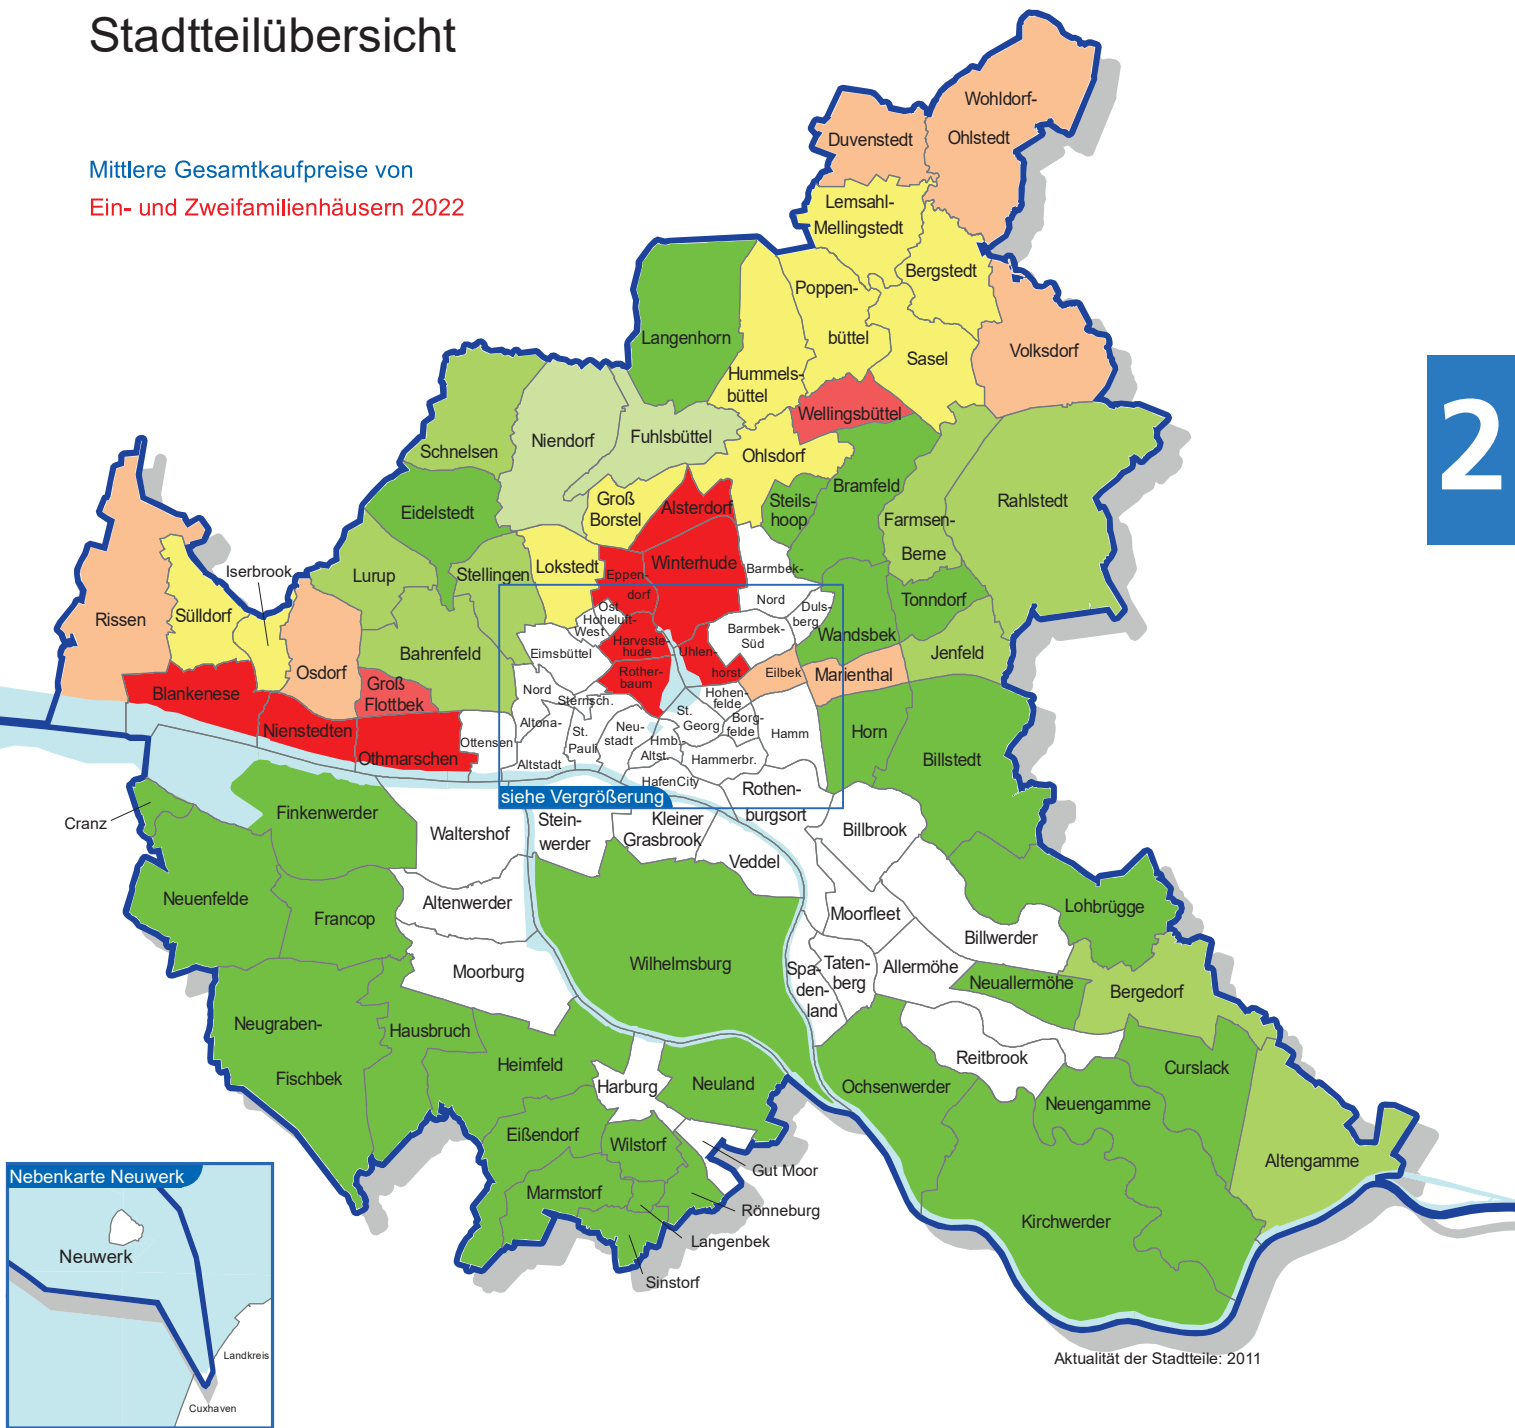 Stadtteilübersicht
Mittlere Gesamtkaufpreise von
Ein- und Zweifamilienhäusern 2022
2
Wohldorf-
Ohlstedt
Duvenstedt
Lemsahl-
Mellingstedt
Bergstedt
Poppen-
büttel
Langenhorn
Sasel
Volksdorf
Hummels-
büttel
Wellingsbüttel
Schnelsen
Niendorf
Fuhlsbüttel
Ohlsdorf
Bramfeld
Rahlstedt
Eidelstedt
Groß
Borstel
Alsterdorf
Steils-
hoop
Farmsen-
Berne
Lokstedt
Winterhude
Barmbek-
Nord
Iserbrook
Lurup
Stellingen
Eppen-
dorf
Duls-
berg
Tonndorf
Rissen
Sülldorf
Ost
Hoheluft-
West
Barmbek-
Süd
Wandsbek
Bahrenfeld
Eimsbüttel
Harveste-
hude
Uhlen-
horst
Jenfeld
Osdorf
Eilbek
Marienthal
Blankenese
Groß
Flottbek
Rother-
baum
Nord
Altona-
Altstadt
Sternsch.
Hohen-
felde
St.
Georg
Borg-
felde
Hamm
Horn
Billstedt
Nienstedten
Othmarschen
Ottensen
St.
Pauli
Neu-
stadt
Hmb.
Altst.
Hammerbr.
HafenCity
siehe Vergrößerung
Rothen-
burgsort
Cranz
Finkenwerder
Waltershof
Stein-
werder
Kleiner
Grasbrook
Billbrook
Veddel
Neuenfelde
Francop
Altenwerder
Moorfleet
Lohbrügge
Billwerder
Moorburg
Wilhelmsburg
Spa-
den-
land
Taten-
berg
Allermöhe
Neuallermöhe
Bergedorf
Neugraben-
Fischbek
Hausbruch
Heimfeld
Harburg
Neuland
Ochsenwerder
Reitbrook
Curslack
Neuengamme
Eißendorf
Wilstorf
Gut Moor
Altengamme
Marmstorf
Rönneburg
Langenbek
Sinstorf
Kirchwerder
Nebenkarte Neuwerk
Neuwerk
Landkreis
Cuxhaven
Aktualität der Stadtteile: 2011